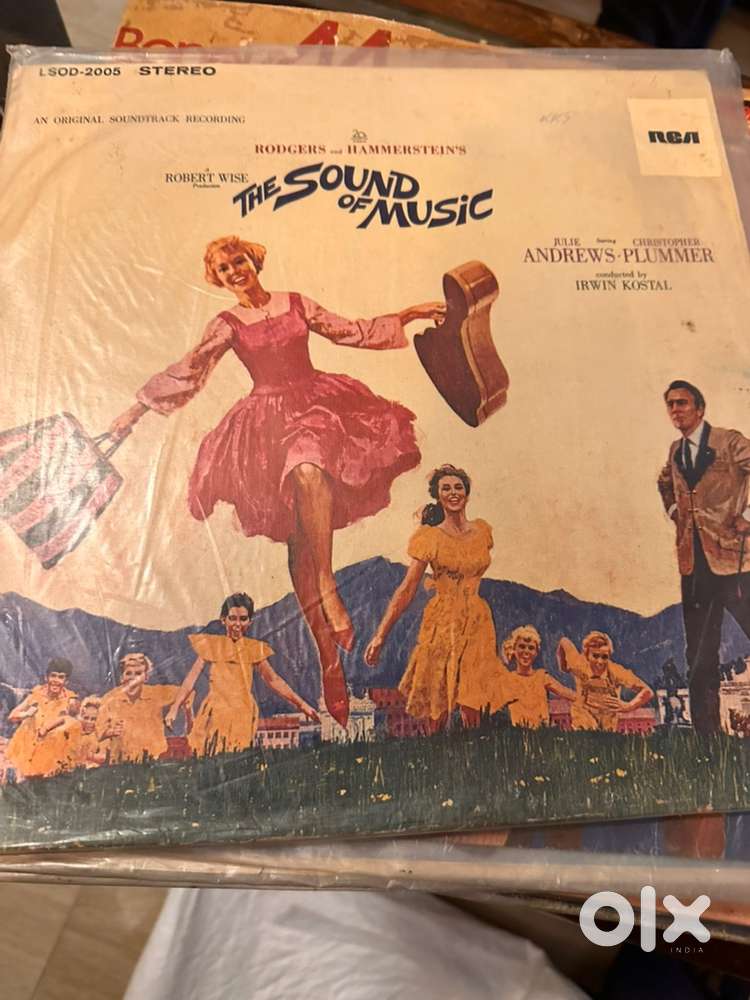 LSOD-2005 STEREO
AN ORIGINAL SOUNDTRACK RECORDING
RCA
RODGERS and HAMMERSTEIN'S
A
ROBERT WISE
Production
THE SOUND
OF MUSIC
JULIE starring CHRISTOPHER
ANDREWS · PLUMMER
conducted by
IRWIN KOSTAL
olx
INDIA